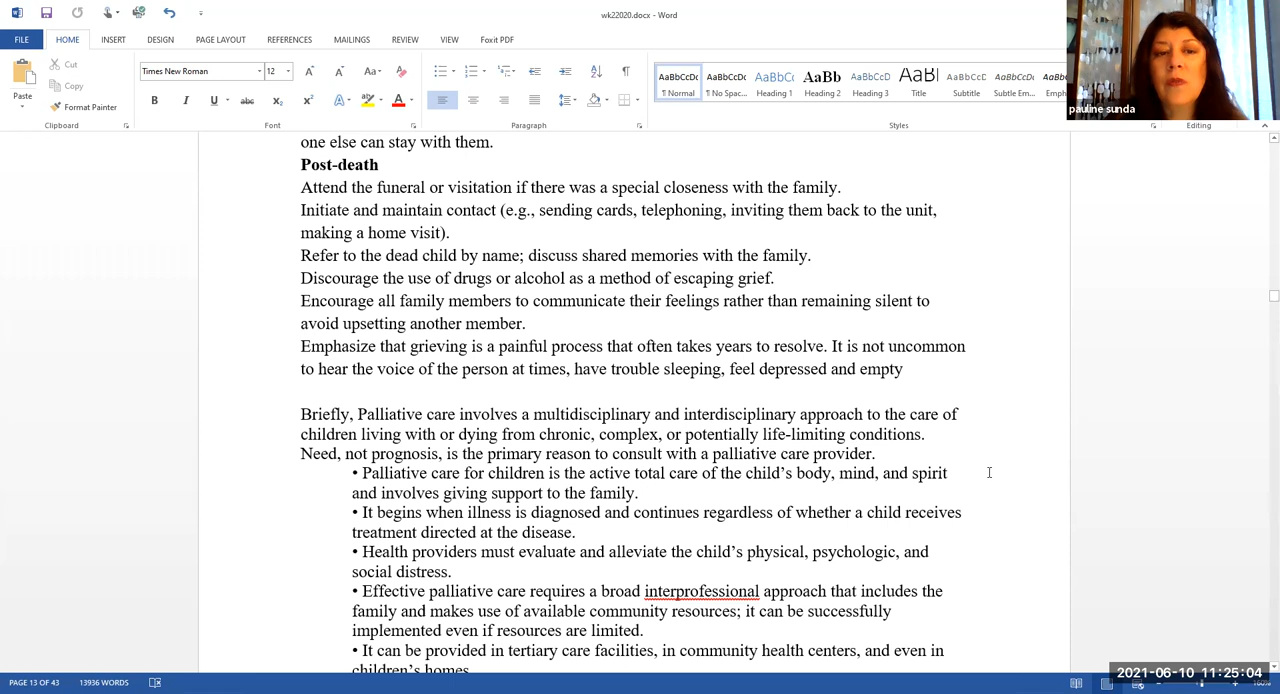 wk22020.docx - Word
FILE HOME INSERT DESIGN PAGE LAYOUT REFERENCES MAILINGS REVIEW VIEW Foxit PDF
Paste
Cut
Copy
Format Painter
Times New Roman 12
AaBbCcDc AaBbCcDc AaBbCc AaBb AaBbCc AaB AaBbCcD AaBbCcDc
¶ Normal ¶ No Spac... Heading 1 Heading 2 Heading 3 Title Subtitle Subtle Em... Emph
Clipboard Font Paragraph Styles Editing
pauline sunda
one else can stay with them.
Post-death
Attend the funeral or visitation if there was a special closeness with the family.
Initiate and maintain contact (e.g., sending cards, telephoning, inviting them back to the unit,
making a home visit).
Refer to the dead child by name; discuss shared memories with the family.
Discourage the use of drugs or alcohol as a method of escaping grief.
Encourage all family members to communicate their feelings rather than remaining silent to
avoid upsetting another member.
Emphasize that grieving is a painful process that often takes years to resolve. It is not uncommon
to hear the voice of the person at times, have trouble sleeping, feel depressed and empty
Briefly, Palliative care involves a multidisciplinary and interdisciplinary approach to the care of
children living with or dying from chronic, complex, or potentially life-limiting conditions.
Need, not prognosis, is the primary reason to consult with a palliative care provider.
• Palliative care for children is the active total care of the child's body, mind, and spirit
and involves giving support to the family.
• It begins when illness is diagnosed and continues regardless of whether a child receives
treatment directed at the disease.
• Health providers must evaluate and alleviate the child's physical, psychologic, and
social distress.
• Effective palliative care requires a broad interprofessional approach that includes the
family and makes use of available community resources; it can be successfully
implemented even if resources are limited.
• It can be provided in tertiary care facilities, in community health centers, and even in
children's homes.
PAGE 13 OF 43 13936 WORDS
2021-06-10 11:25:04